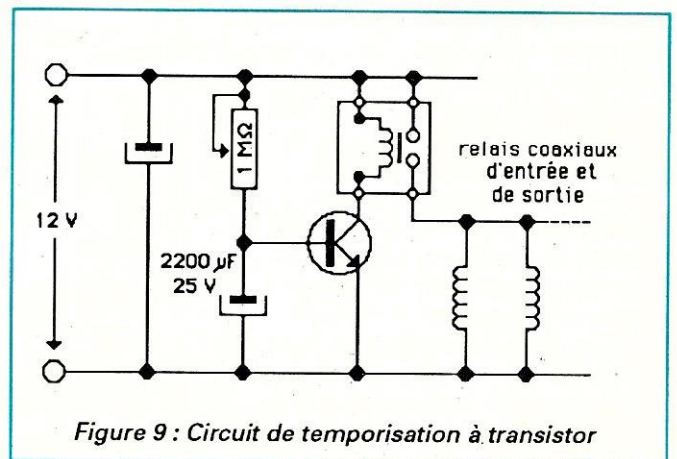 1 MΩ
relais coaxiaux
d'entrée et
de sortie
12 V
2200 µF
25 V
Figure 9 : Circuit de temporisation à transistor